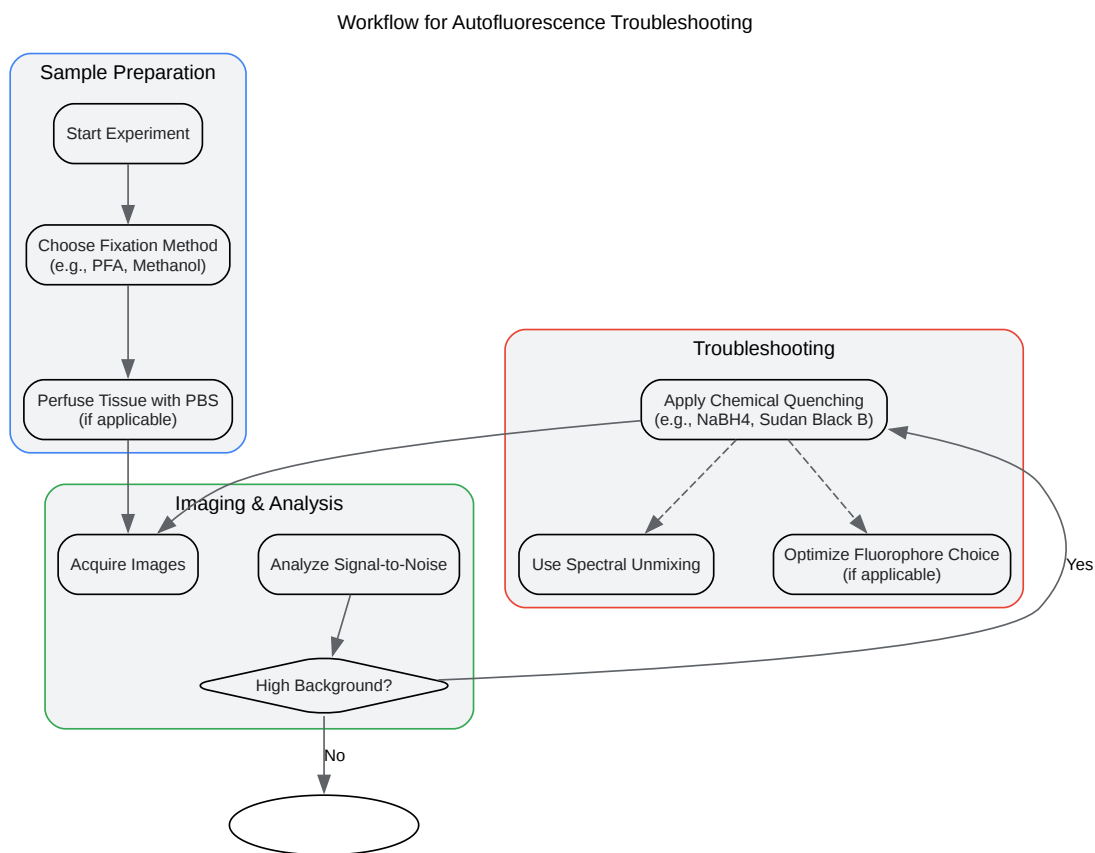 Workflow for Autofluorescence Troubleshooting
Sample Preparation
Start Experiment
Choose Fixation Method
(e.g., PFA, Methanol)
Perfuse Tissue with PBS
(if applicable)
Troubleshooting
Apply Chemical Quenching
(e.g., NaBH4, Sudan Black B)
Use Spectral Unmixing
Optimize Fluorophore Choice
(if applicable)
Yes
Imaging & Analysis
Acquire Images
Analyze Signal-to-Noise
High Background?
No